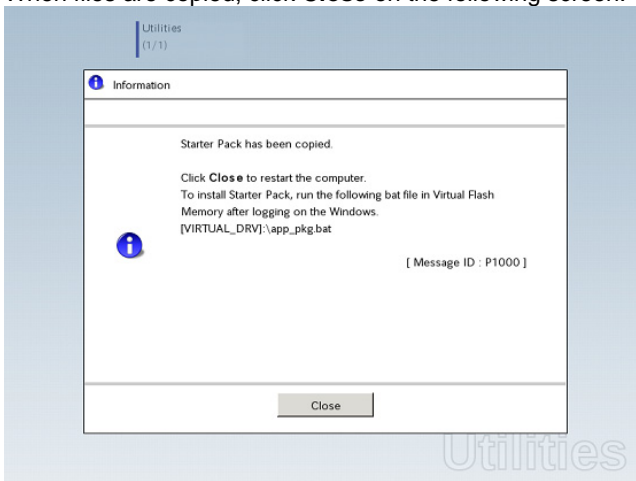 When files are copied, click Close on the following screen.
Utilities
(1/1)
Information
Starter Pack has been copied.
Click Close to restart the computer.
To install Starter Pack, run the following bat file in Virtual Flash
Memory after logging on the Windows.
[VIRTUAL_DRV]:\app_pkg.bat
[ Message ID : P1000 ]
Close
Utilities